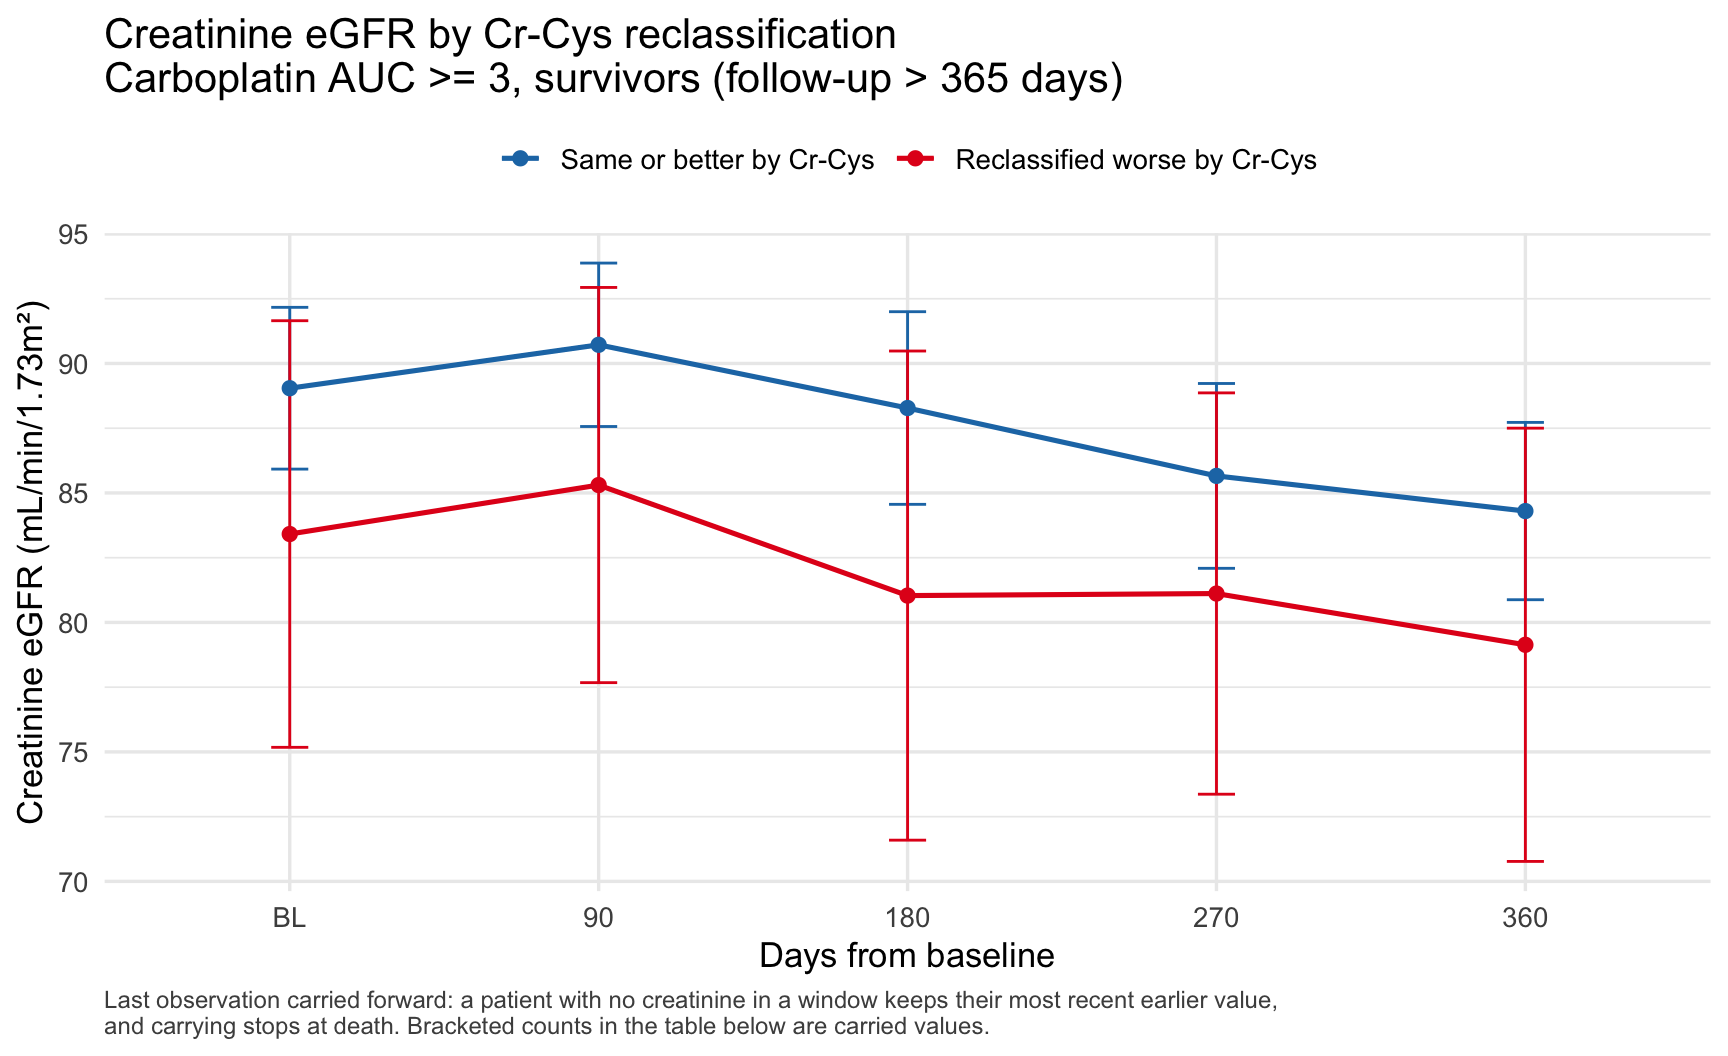 Creatinine eGFR by Cr-Cys reclassification
Carboplatin AUC >= 3, survivors (follow-up > 365 days)
Same or better by Cr-Cys
Reclassified worse by Cr-Cys
Creatinine eGFR (mL/min/1.73m²)
95
90
85
80
75
70
BL
90
180
270
360
Days from baseline
Last observation carried forward: a patient with no creatinine in a window keeps their most recent earlier value,
and carrying stops at death. Bracketed counts in the table below are carried values.